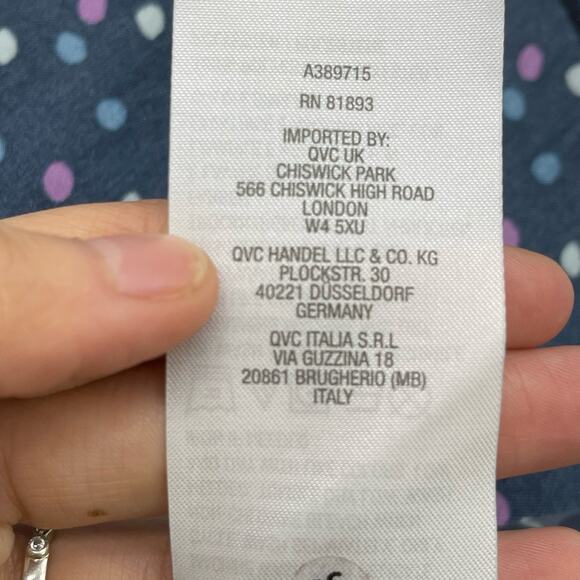 A389715
RN 81893
IMPORTED BY:
QVC UK
CHISWICK PARK
566 CHISWICK HIGH ROAD
LONDON
W4 5XU
QVC HANDEL LLC & CO. KG
PLOCKSTR. 30
40221 DÜSSELDORF
GERMANY
QVC ITALIA S.R.L
VIA GUZZINA 18
20861 BRUGHERIO (MB)
ITALY